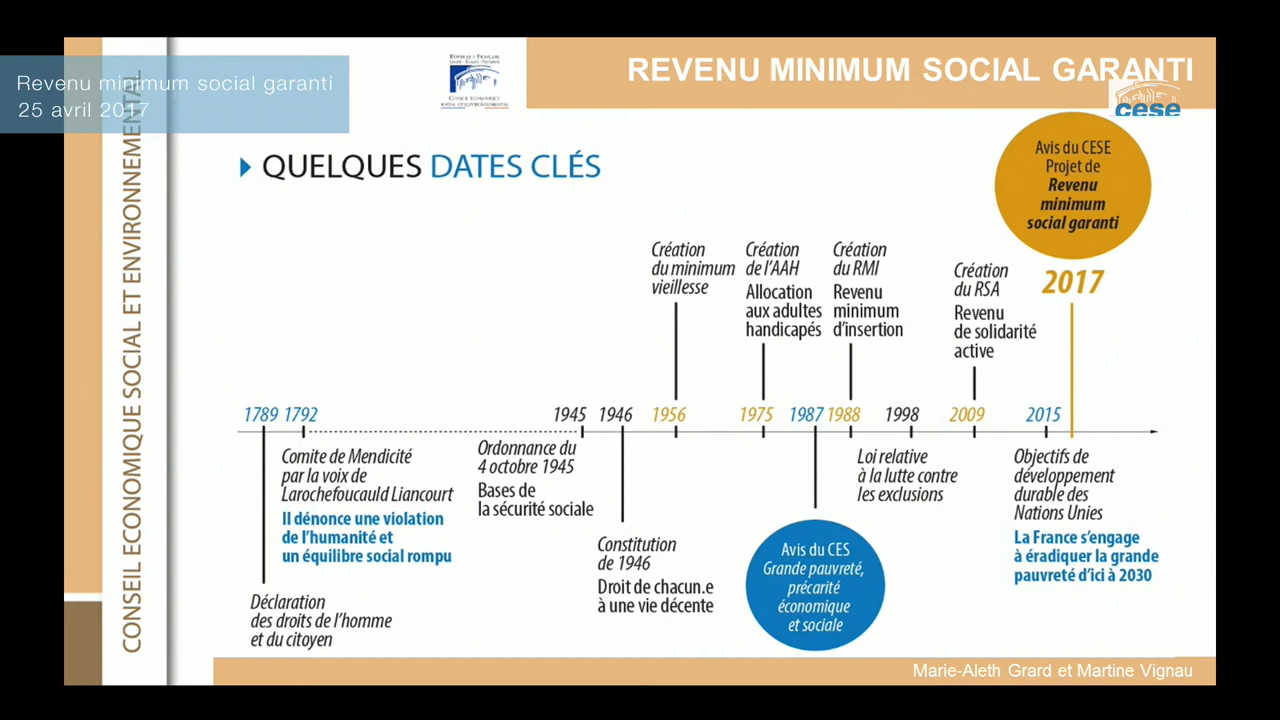 Revenu minimum social garanti
25 avril 2017
CONSEIL ECONOMIQUE SOCIAL ET ENVIRONNEMENTAL
REVENU MINIMUM SOCIAL GARANTI
cese
QUELQUES DATES CLÉS
Avis du CESE
Projet de
Revenu
minimum
social garanti
2017
Création
du minimum
vieillesse
Création
de l'AAH
Allocation
aux adultes
handicapés
Création
du RMI
Revenu
minimum
d'insertion
Création
du RSA
Revenu
de solidarité
active
1789 1792 1945 1946 1956 1975 1987 1988 1998 2009 2015
Déclaration
des droits de l'homme
et du citoyen
Comite de Mendicité
par la voix de
Larochefoucauld Liancourt
Il dénonce une violation
de l'humanité et
un équilibre social rompu
Ordonnance du
4 octobre 1945
Bases de
la sécurité sociale
Constitution
de 1946
Droit de chacun.e
à une vie décente
Avis du CES
Grande pauvreté,
précarité
économique
et sociale
Loi relative
à la lutte contre
les exclusions
Objectifs de
développement
durable des
Nations Unies
La France s'engage
à éradiquer la grande
pauvreté d'ici à 2030
Marie-Aleth Grard et Martine Vignau